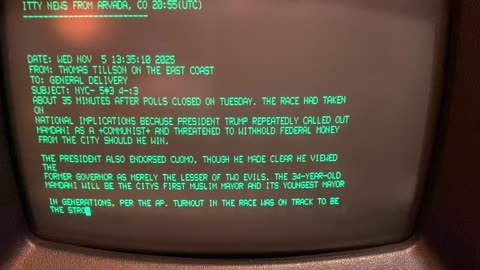 ITTY NEWS FROM ARVADA, CO 20:55(UTC)
-----------------------------
DATE: WED NOV  5 13:35:10 2025
FROM: THOMAS TILLSON ON THE EAST COAST
TO: GENERAL DELIVERY
SUBJECT: NYC- 5*3 4-:3
ABOUT 35 MINUTES AFTER POLLS CLOSED ON TUESDAY. THE RACE HAD TAKEN
ON
NATIONAL IMPLICATIONS BECAUSE PRESIDENT TRUMP REPEATEDLY CALLED OUT
MAMDANI AS A +COMMUNIST+ AND THREATENED TO WITHHOLD FEDERAL MONEY
FROM THE CITY SHOULD HE WIN.
THE PRESIDENT ALSO ENDORSED CUOMO, THOUGH HE MADE CLEAR HE VIEWED
THE
FORMER GOVERNOR AS MERELY THE LESSER OF TWO EVILS. THE 34-YEAR-OLD
MAMDANI WILL BE THE CITYS FIRST MUSLIM MAYOR AND ITS YOUNGEST MAYOR
IN GENERATIONS, PER THE AP. TURNOUT IN THE RACE WAS ON TRACK TO BE
THE STRO